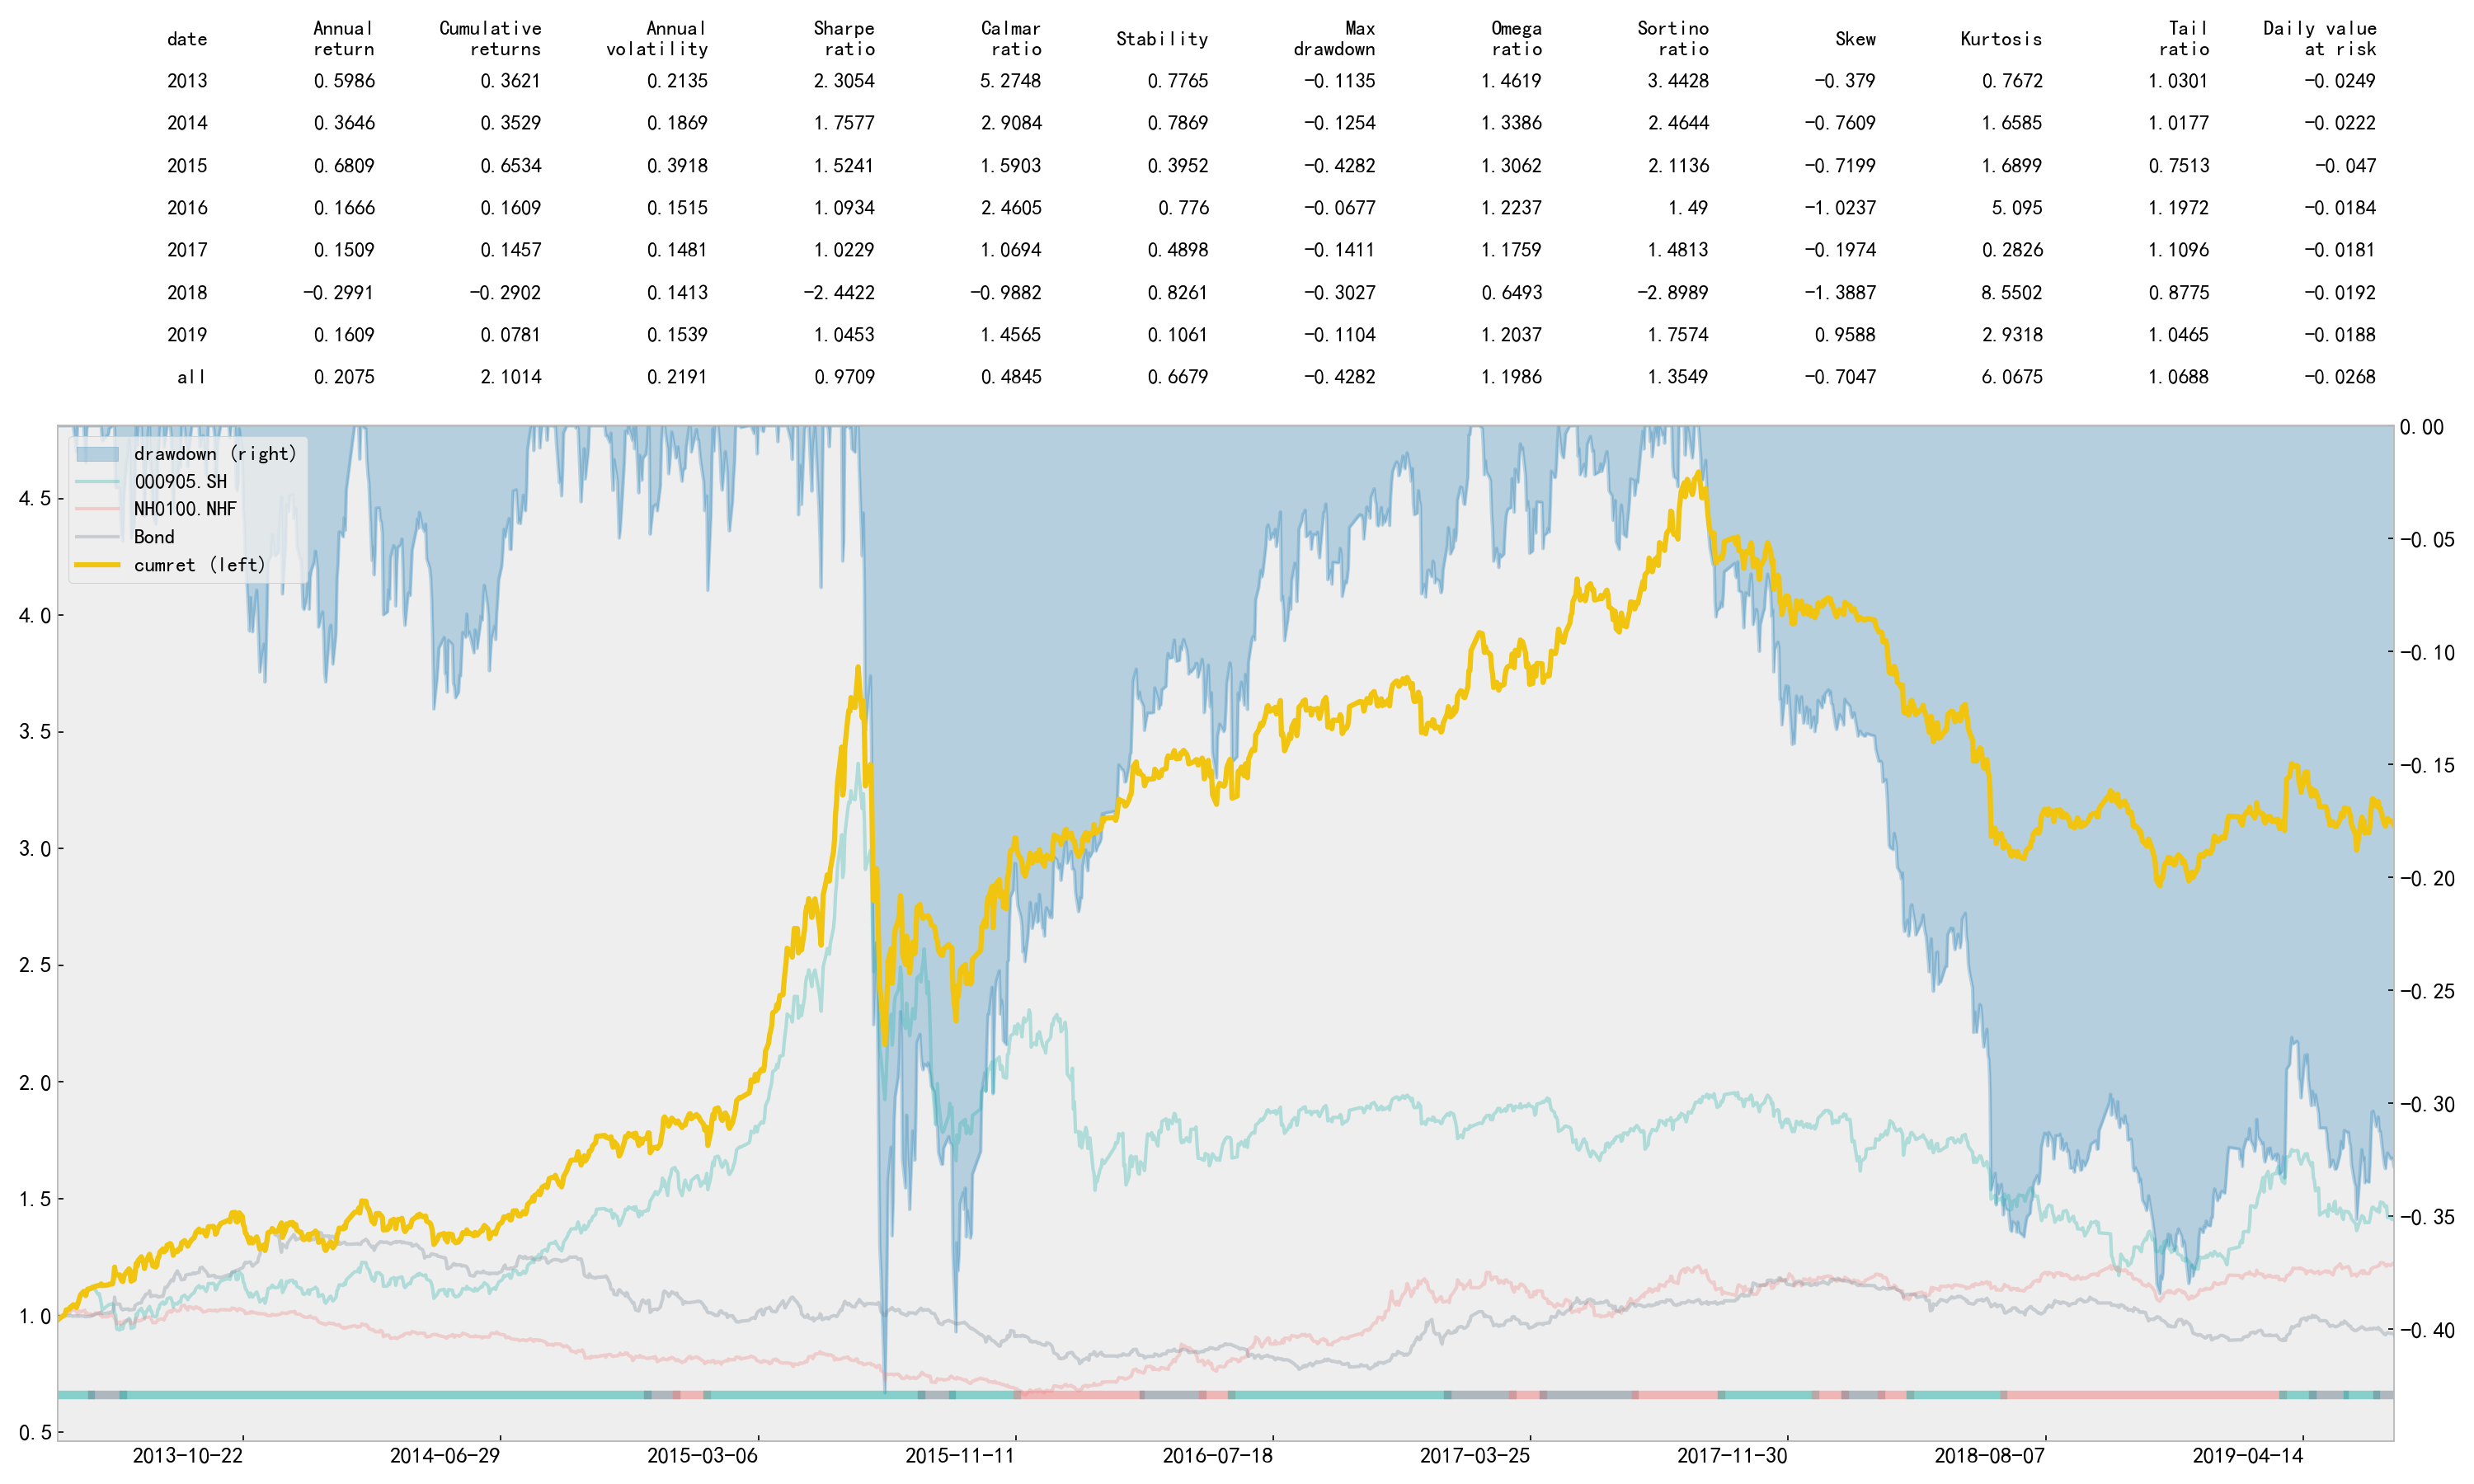 date Annual return Cumulative returns Annual volatility Sharpe ratio Calmar ratio Stability Max drawdown Omega ratio Sortino ratio Skew Kurtosis Tail ratio Daily value at risk
2013 0.5986 0.3621 0.2135 2.3054 5.2748 0.7765 −0.1135 1.4619 3.4428 −0.379 0.7672 1.0301 −0.0249
2014 0.3646 0.3529 0.1869 1.7577 2.9084 0.7869 −0.1254 1.3386 2.4644 −0.7609 1.6585 1.0177 −0.0222
2015 0.6809 0.6534 0.3918 1.5241 1.5903 0.3952 −0.4282 1.3062 2.1136 −0.7199 1.6899 0.7513 −0.047
2016 0.1666 0.1609 0.1515 1.0934 2.4605 0.776 −0.0677 1.2237 1.49 −1.0237 5.095 1.1972 −0.0184
2017 0.1509 0.1457 0.1481 1.0229 1.0694 0.4898 −0.1411 1.1759 1.4813 −0.1974 0.2826 1.1096 −0.0181
2018 −0.2991 −0.2902 0.1413 −2.4422 −0.9882 0.8261 −0.3027 0.6493 −2.8989 −1.3887 8.5502 0.8775 −0.0192
2019 0.1609 0.0781 0.1539 1.0453 1.4565 0.1061 −0.1104 1.2037 1.7574 0.9588 2.9318 1.0465 −0.0188
all 0.2075 2.1014 0.2191 0.9709 0.4845 0.6679 −0.4282 1.1986 1.3549 −0.7047 6.0675 1.0688 −0.0268
drawdown (right)
000905.SH
NH0100.NHF
Bond
cumret (left)
4.5
4.0
3.5
3.0
2.5
2.0
1.5
1.0
0.5
0.00
−0.05
−0.10
−0.15
−0.20
−0.25
−0.30
−0.35
−0.40
2013-10-22 2014-06-29 2015-03-06 2015-11-11 2016-07-18 2017-03-25 2017-11-30 2018-08-07 2019-04-14